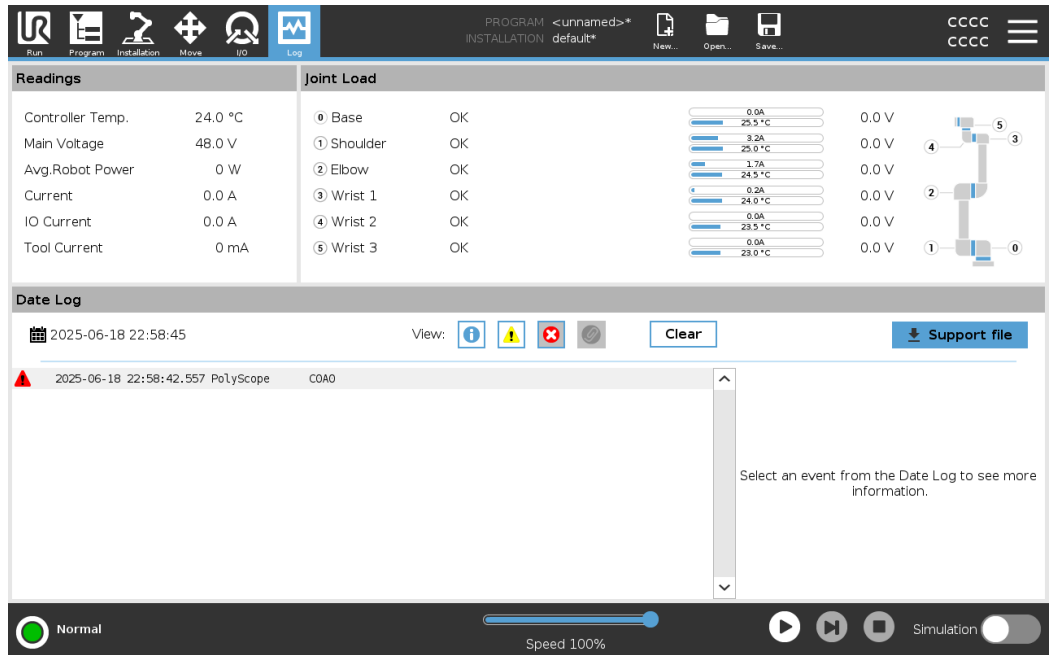 PROGRAM <unnamed>*
INSTALLATION default*
Run Program Installation Move I/O Log New... Open... Save...
CCCC
CCCC
Readings
Controller Temp. 24.0 °C
Main Voltage 48.0 V
Avg.Robot Power 0 W
Current 0.0 A
IO Current 0.0 A
Tool Current 0 mA
Joint Load
0 Base OK 0.0A 25.5 °C 0.0 V
1 Shoulder OK 3.2A 25.0 °C 0.0 V
2 Elbow OK 1.7A 24.5 °C 0.0 V
3 Wrist 1 OK 0.2A 24.0 °C 0.0 V
4 Wrist 2 OK 0.0A 23.5 °C 0.0 V
5 Wrist 3 OK 0.0A 23.0 °C 0.0 V
5
3
4
2
1 0
Date Log
2025-06-18 22:58:45 View: Clear Support file
2025-06-18 22:58:42.557 PolyScope C0A0
Select an event from the Date Log to see more
information.
Normal
Speed 100%
Simulation